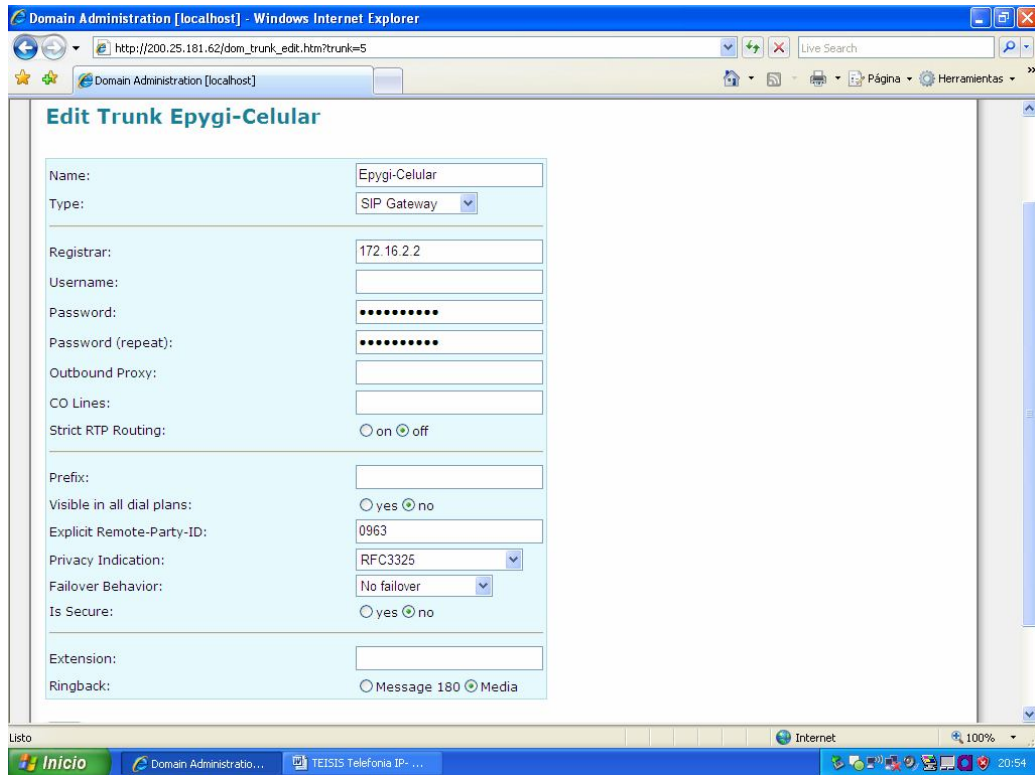 Domain Administration [localhost] - Windows Internet Explorer
http://200.25.181.62/dom_trunk_edit.htm?trunk=5
Live Search
Domain Administration [localhost]
Página
Herramientas
»
Edit Trunk Epygi-Celular
Name: Epygi-Celular
Type: SIP Gateway
Registrar: 172.16.2.2
Username:
Password: ••••••••••
Password (repeat): ••••••••••
Outbound Proxy:
CO Lines:
Strict RTP Routing: on off
Prefix:
Visible in all dial plans: yes no
Explicit Remote-Party-ID: 0963
Privacy Indication: RFC3325
Failover Behavior: No failover
Is Secure: yes no
Extension:
Ringback: Message 180 Media
Listo Internet 100%
Inicio Domain Administratio... TEISIS Telefonia IP- ... 20:54